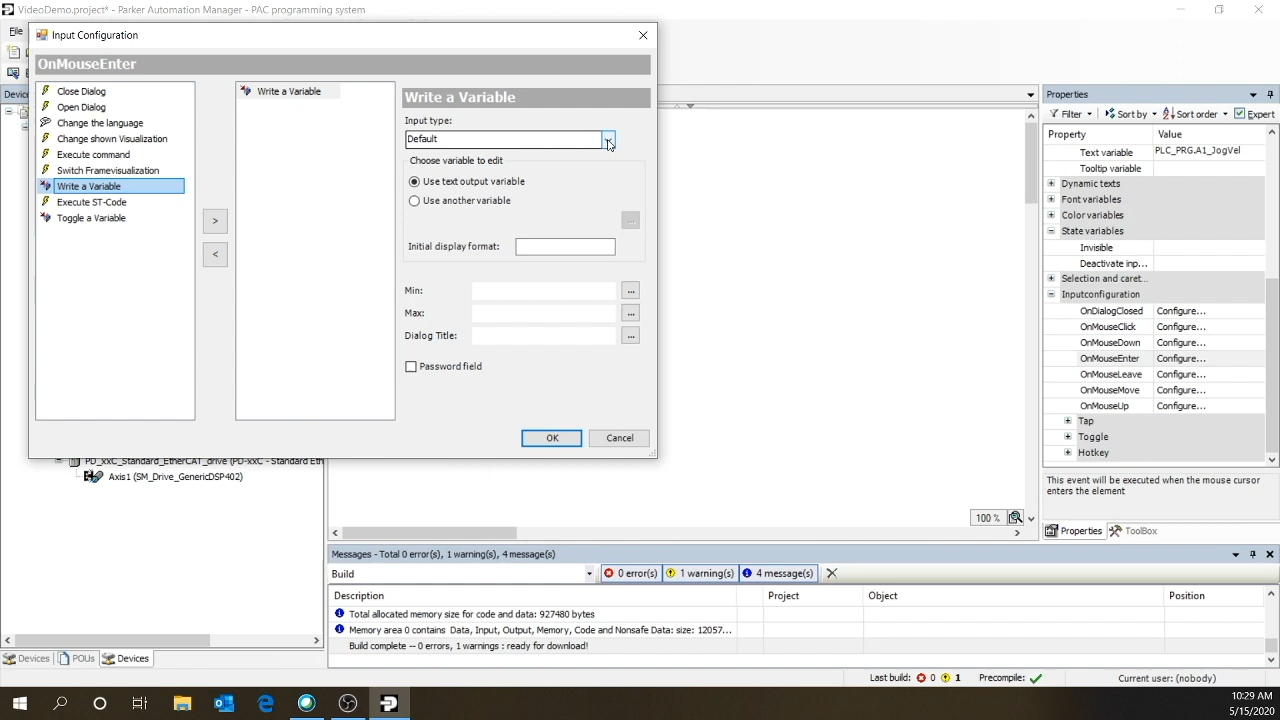 VideoDemo.project* - Parker Automation Manager - PAC programming system
File
Input Configuration
OnMouseEnter
Close Dialog
Open Dialog
Change the language
Change shown Visualization
Execute command
Switch Framevisualization
Write a Variable
Execute ST-Code
Toggle a Variable
>
<
Write a Variable
Write a Variable
Input type:
Default
Choose variable to edit
Use text output variable
Use another variable
...
Initial display format:
Min:
...
Max:
...
Dialog Title:
...
Password field
OK
Cancel
PD_xxC_Standard_EtherCAT_drive (PD-xxC - Standard Eth
Axis1 (SM_Drive_GenericDSP402)
Devices
POUs
Devices
100 %
Properties
Filter
Sort by
Sort order
Expert
Property
Value
Text variable
PLC_PRG.A1_JogVel
Tooltip variable
Dynamic texts
Font variables
Color variables
State variables
Invisible
Deactivate inp...
Selection and caret...
Inputconfiguration
OnDialogClosed
Configure...
OnMouseClick
Configure...
OnMouseDown
Configure...
OnMouseEnter
Configure...
OnMouseLeave
Configure...
OnMouseMove
Configure...
OnMouseUp
Configure...
Tap
Toggle
Hotkey
This event will be executed when the mouse cursor
enters the element
Properties
ToolBox
Messages - Total 0 error(s), 1 warning(s), 4 message(s)
Build
0 error(s)
1 warning(s)
4 message(s)
Description
Project
Object
Position
Total allocated memory size for code and data: 927480 bytes
Memory area 0 contains  Data, Input, Output, Memory, Code and Nonsafe Data: size: 12057...
Build complete -- 0 errors, 1 warnings : ready for download!
Last build:
0
1
Precompile:
Current user: (nobody)
10:29 AM
5/15/2020